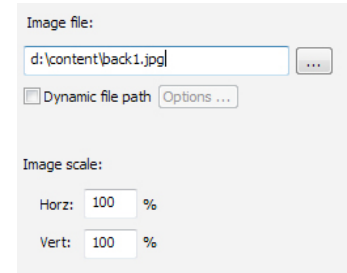 Image file:
d:\content\back1.jpg ...
Dynamic file path Options ...
Image scale:
Horz: 100 %
Vert: 100 %